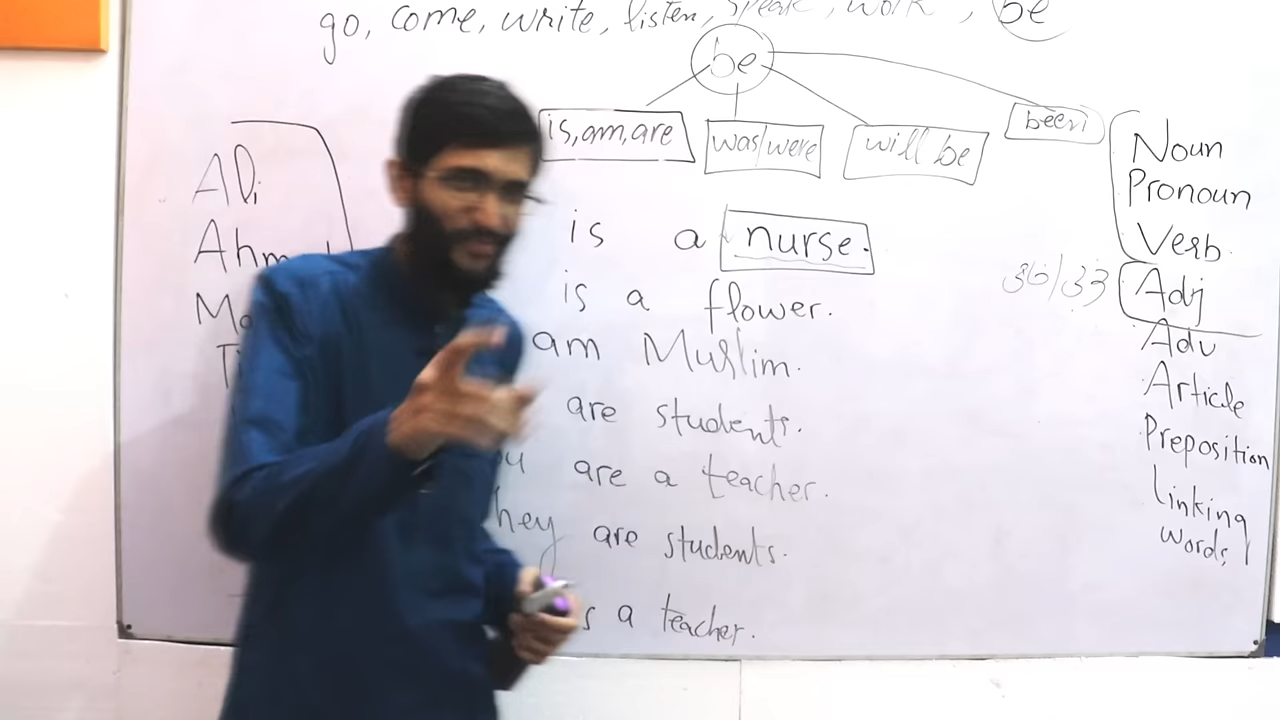 go, come, write, listen, speak, work, be
be
is, am, are was/were will be been
Ali
is a nurse.
is a flower.
am Muslim.
are students.
are a teacher.
hey are students.
s a teacher.
36/33
Noun
Pronoun
Verb
Adj
Adv
Article
Preposition
Linking
words